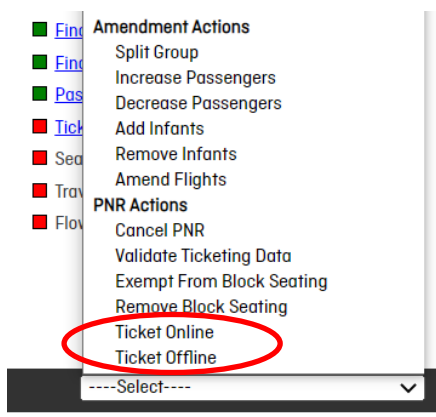 Amendment Actions
Split Group
Increase Passengers
Decrease Passengers
Add Infants
Remove Infants
Amend Flights
PNR Actions
Cancel PNR
Validate Ticketing Data
Exempt From Block Seating
Remove Block Seating
Ticket Online
Ticket Offline
----Select----